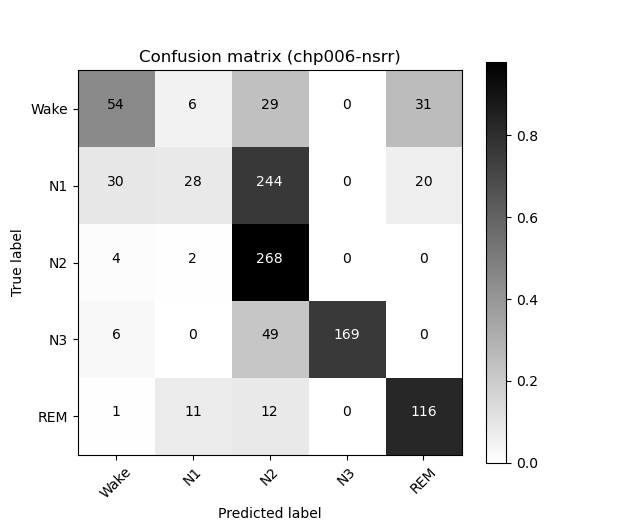 Confusion matrix (chp006-nsrr)
Wake 54 6 29 0 31
N1 30 28 244 0 20
N2 4 2 268 0 0
N3 6 0 49 169 0
REM 1 11 12 0 116
Wake N1 N2 N3 REM
True label
Predicted label
0.8
0.6
0.4
0.2
0.0